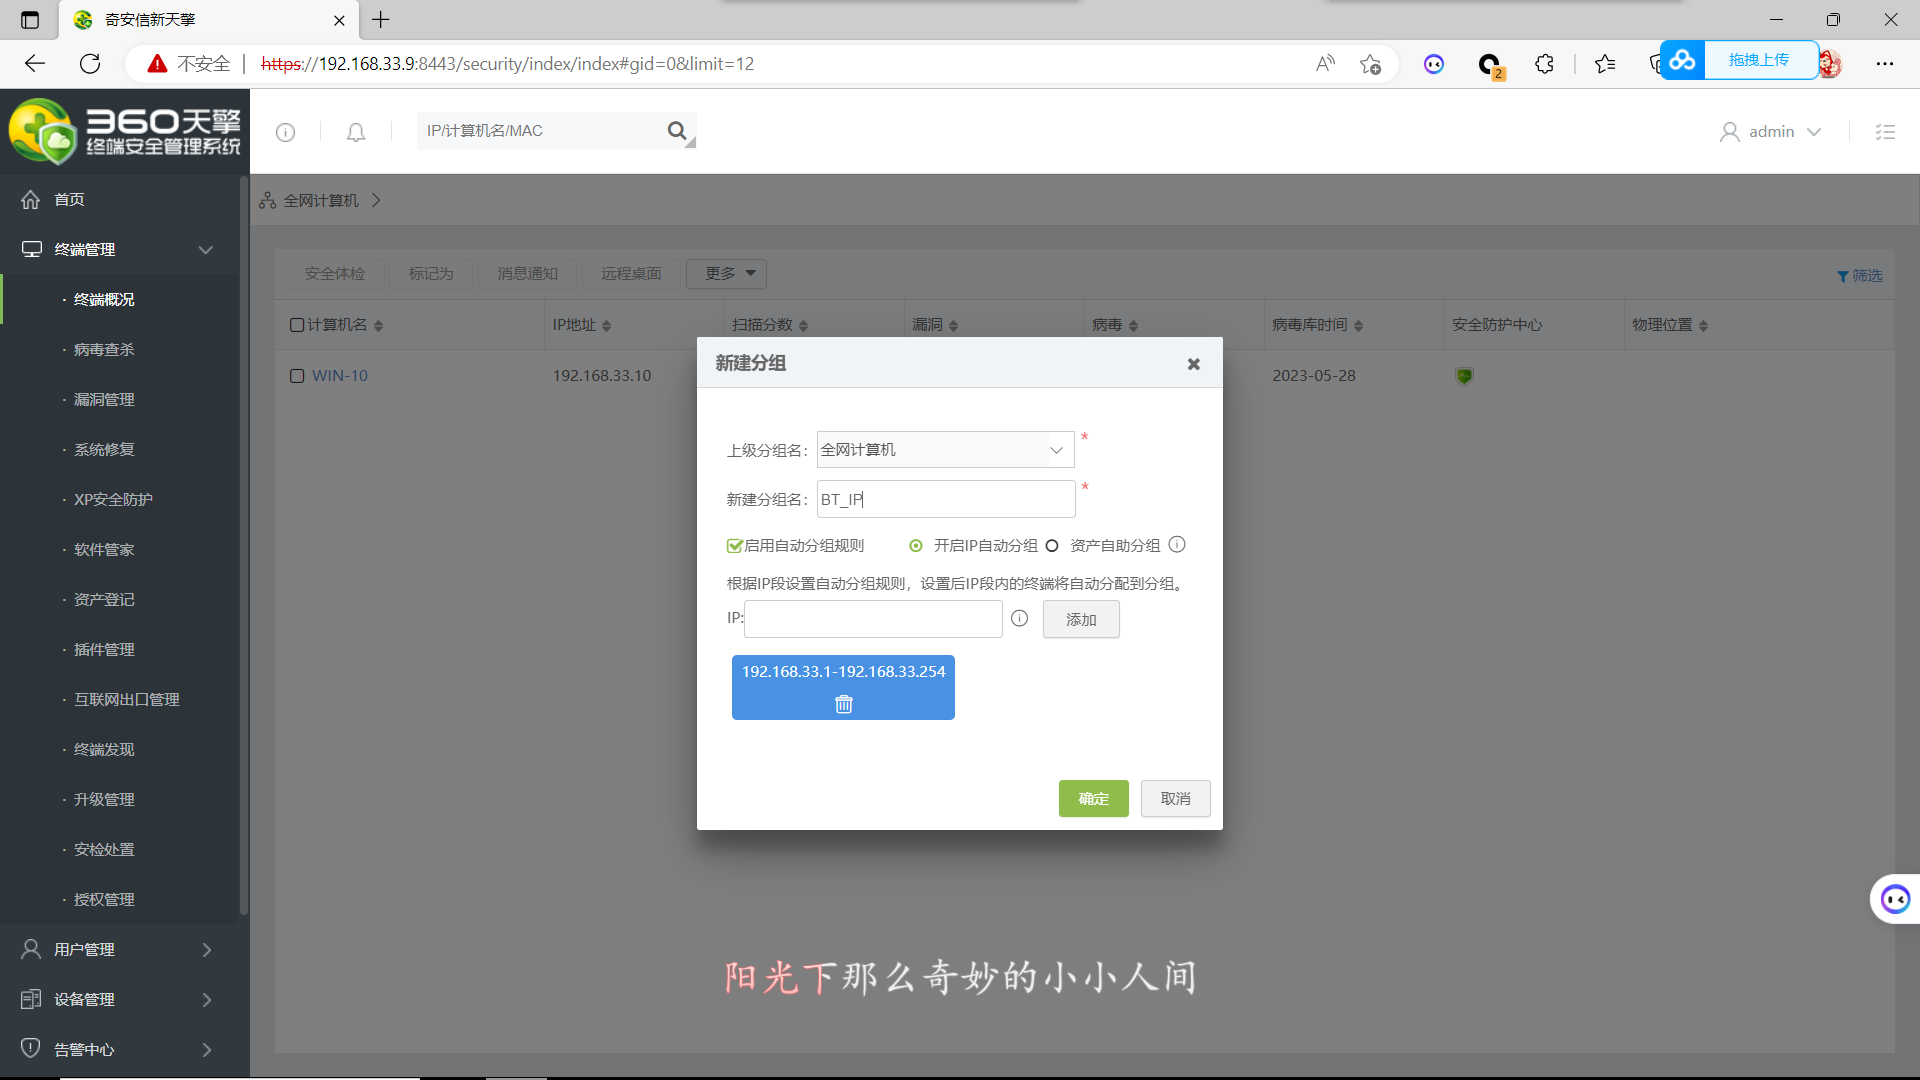 奇安信新天擎
不安全
https://192.168.33.9:8443/security/index/index#gid=0&limit=12
2
拖拽上传
360天擎
终端安全管理系统
IP/计算机名/MAC
admin
首页
终端管理
· 终端概况
· 病毒查杀
· 漏洞管理
· 系统修复
· XP安全防护
· 软件管家
· 资产登记
· 插件管理
· 互联网出口管理
· 终端发现
· 升级管理
· 安检处置
· 授权管理
用户管理
设备管理
告警中心
全网计算机
安全体检 标记为 消息通知 远程桌面 更多
筛选
计算机名 IP地址 扫描分数 漏洞 病毒 病毒库时间 安全防护中心 物理位置
WIN-10 192.168.33.10 2023-05-28
新建分组
上级分组名: 全网计算机 *
新建分组名: BT_IP *
启用自动分组规则 开启IP自动分组 资产自助分组
根据IP段设置自动分组规则，设置后IP段内的终端将自动分配到分组。
IP: 添加
192.168.33.1-192.168.33.254
确定 取消
阳光下那么奇妙的小小人间